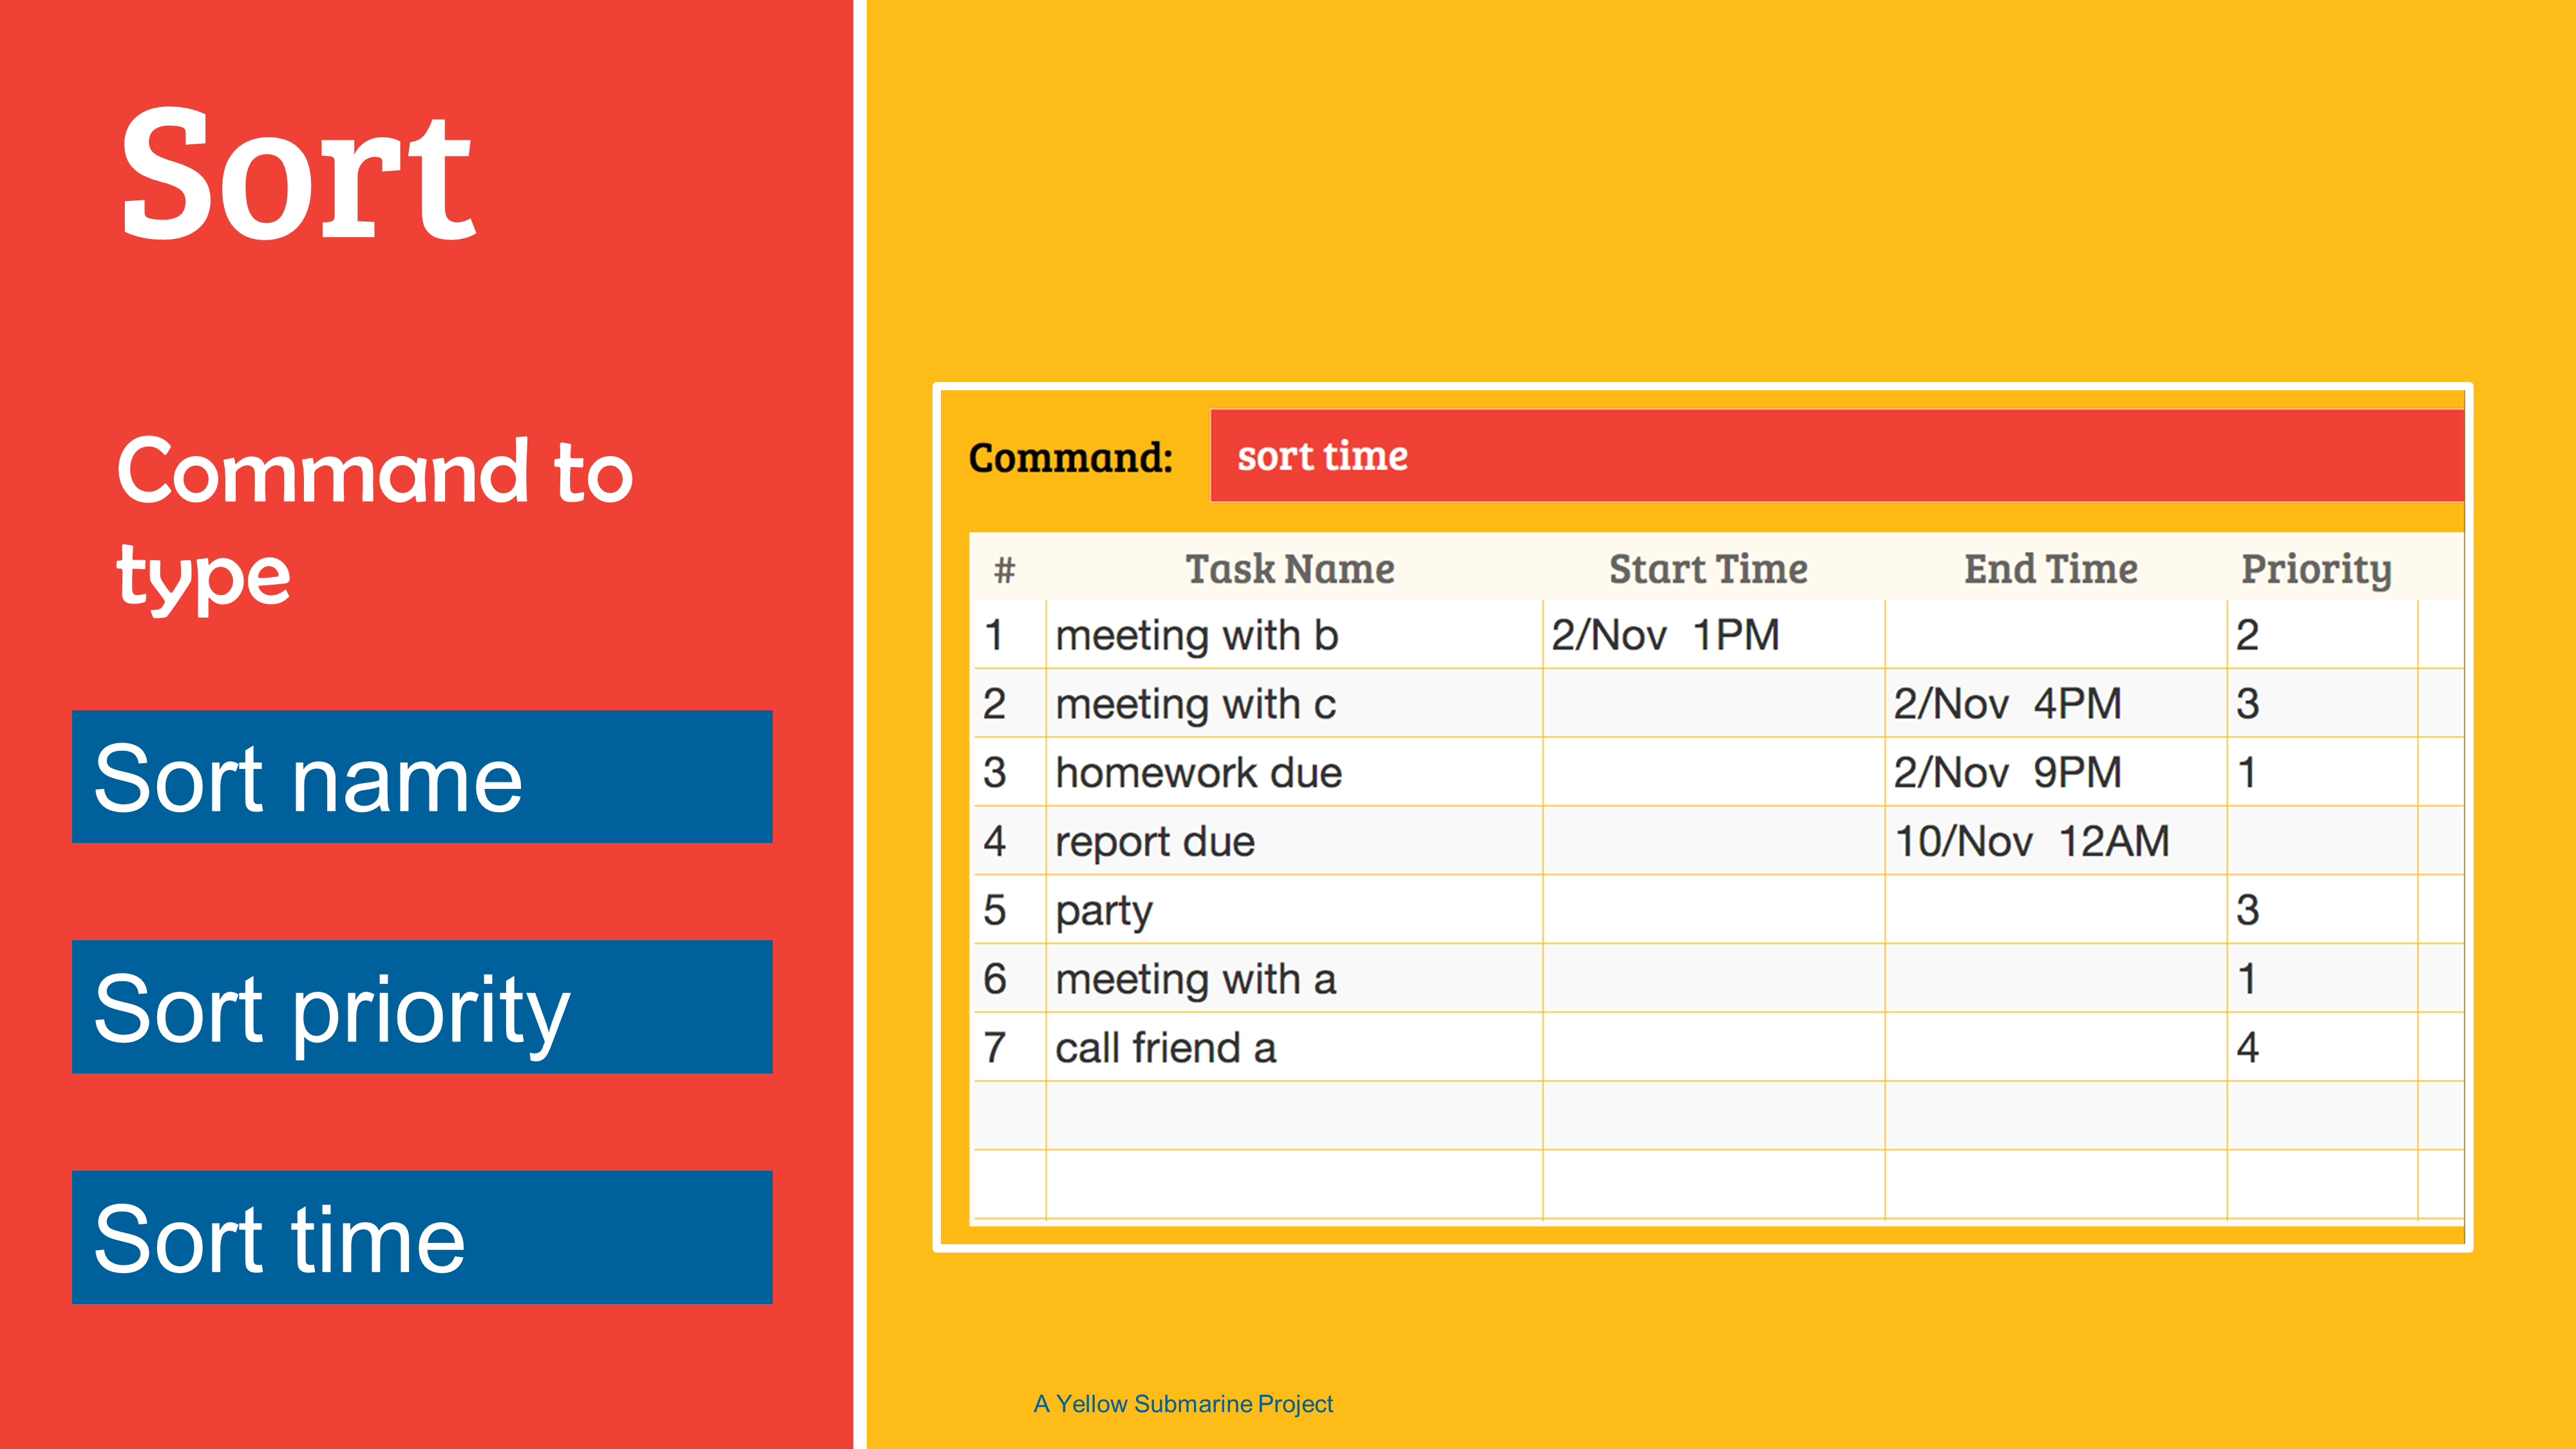 Sort
Command to
type
Sort name
Sort priority
Sort time
Command: sort time
# Task Name Start Time End Time Priority
1 meeting with b 2/Nov 1PM 2
2 meeting with c 2/Nov 4PM 3
3 homework due 2/Nov 9PM 1
4 report due 10/Nov 12AM
5 party 3
6 meeting with a 1
7 call friend a 4
A Yellow Submarine Project